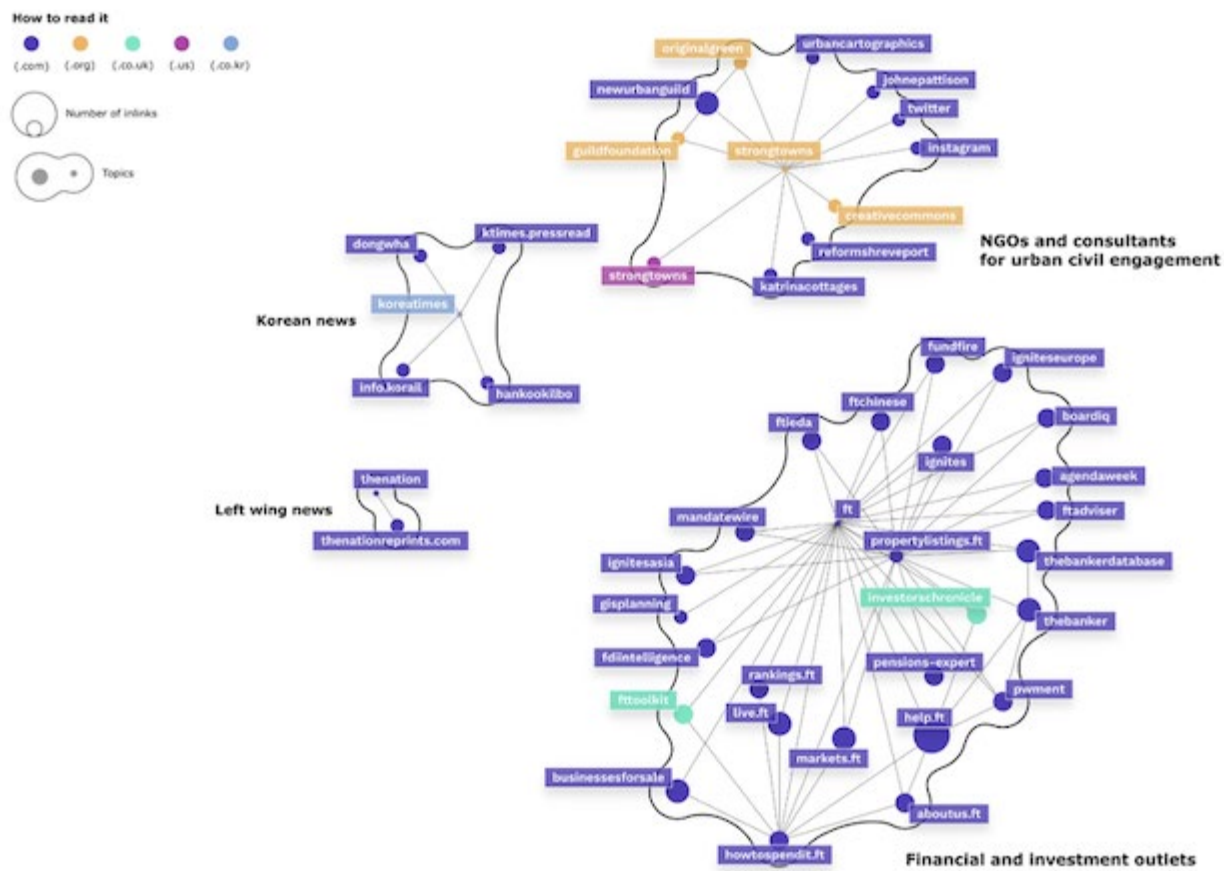 How to read it
(.com) (.org) (.co.uk) (.us) (.co.kr)
Number of inlinks
Topics
originalgreen
urbancartographics
newurbanguild
johnepattison
twitter
guildfoundation
strongtowns
instagram
creativecommons
reformshreveport
strongtowns
katrinacottages
NGOs and consultants
for urban civil engagement
dongwha
ktimes.pressread
koreatimes
Korean news
info.korail
hankookilbo
thenation
Left wing news
thenationreprints.com
fundfire
igniteseurope
ftchinese
boardiq
ftieda
ignites
agendaweek
ft
ftadviser
mandatewire
propertylistings.ft
thebankerdatabase
ignitesasia
investorschronicle
gisplanning
thebanker
fdiintelligence
pensions-expert
rankings.ft
pwment
fttoolkit
live.ft
help.ft
markets.ft
businessesforsale
aboutus.ft
howtospendit.ft
Financial and investment outlets